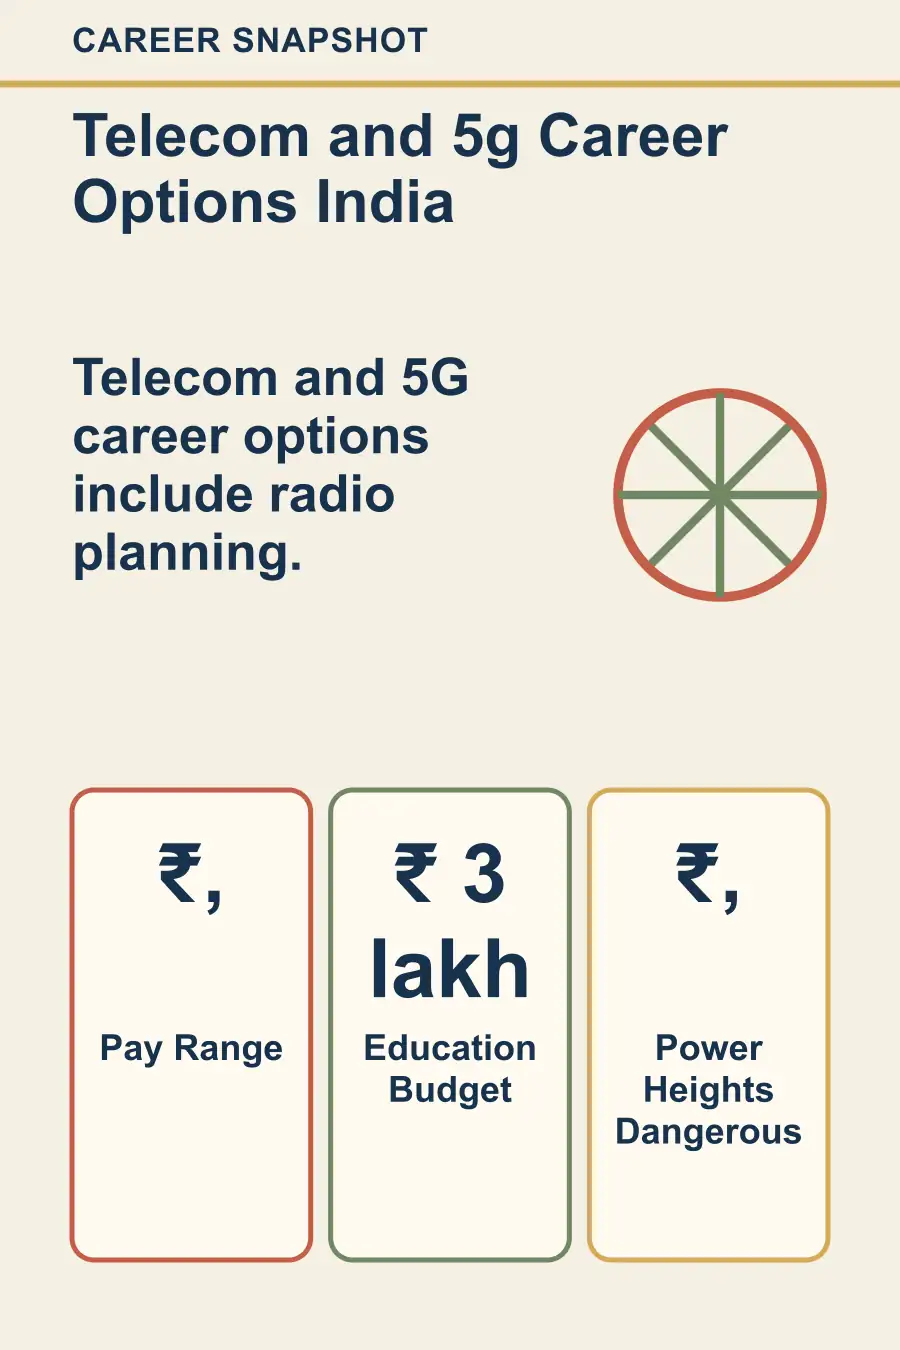 CAREER SNAPSHOT
Telecom and 5g Career
Options India
Telecom and 5G
career options
include radio
planning.
₹,
Pay Range
₹ 3
lakh
Education
Budget
₹,
Power
Heights
Dangerous